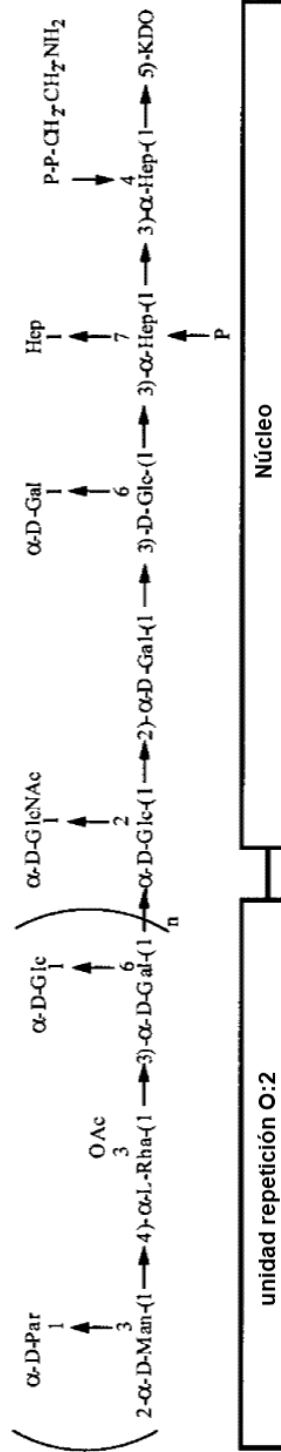 α-D-Par α-D-Glc α-D-GlcNAc α-D-Gal Hep P-P-CH2-CH2-NH2
1 OAc 1 1 1 1
3 3 6 2 6 7 4
2-α-D-Man-(1 4)-α-L-Rha-(1 3)-α-D-Gal-(1 α-D-Glc-(1 2)-α-D-Gal-(1 3)-D-Glc-(1 3)-α-Hep-(1 3)-α-Hep-(1 5)-KDO
n P
unidad repetición O:2 Núcleo